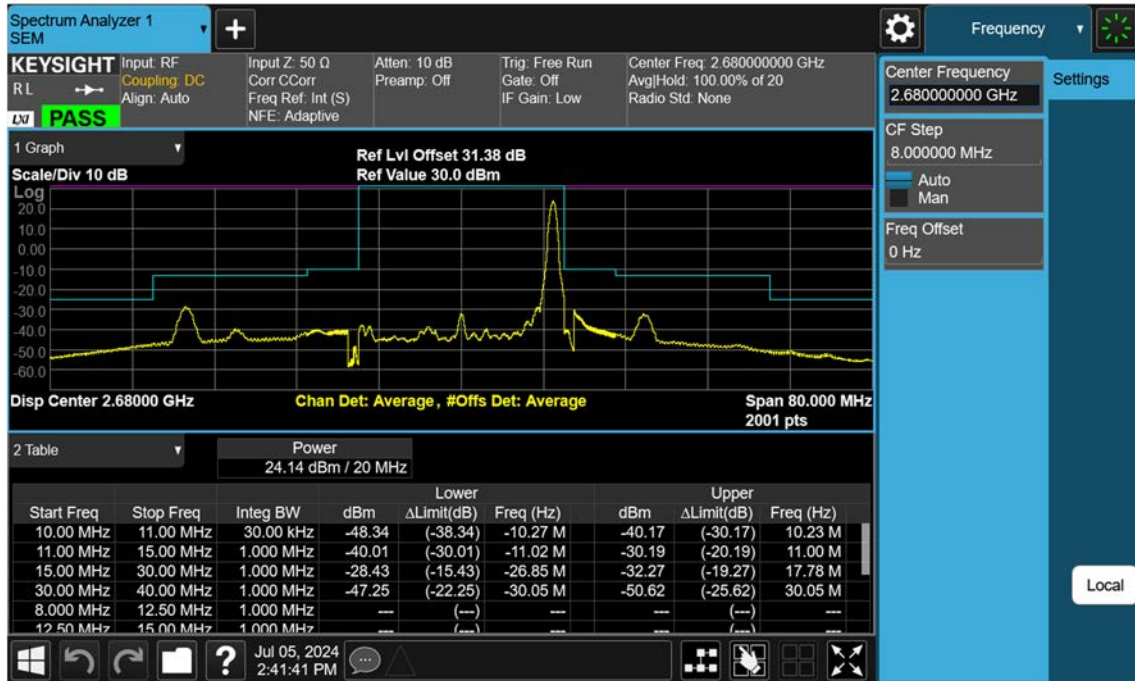 Spectrum Analyzer 1
SEM
+
Frequency
KEYSIGHT
RL
LXI
PASS
Input: RF
Coupling: DC
Align: Auto
Input Z: 50 Ω
Corr CCorr
Freq Ref: Int (S)
NFE: Adaptive
Atten: 10 dB
Preamp: Off
Trig: Free Run
Gate: Off
IF Gain: Low
Center Freq: 2.680000000 GHz
Avg|Hold: 100.00% of 20
Radio Std: None
Center Frequency
2.680000000 GHz
Settings
CF Step
8.000000 MHz
Auto
Man
Freq Offset
0 Hz
Local
1 Graph
Scale/Div 10 dB
Ref Lvl Offset 31.38 dB
Ref Value 30.0 dBm
Log
20.0
10.0
0.00
-10.0
-20.0
-30.0
-40.0
-50.0
-60.0
Disp Center 2.68000 GHz
Chan Det: Average, #Offs Det: Average
Span 80.000 MHz
2001 pts
2 Table
Power
24.14 dBm / 20 MHz
Lower Upper
Start Freq Stop Freq Integ BW dBm ΔLimit(dB) Freq (Hz) dBm ΔLimit(dB) Freq (Hz)
10.00 MHz 11.00 MHz 30.00 kHz -48.34 (-38.34) -10.27 M -40.17 (-30.17) 10.23 M
11.00 MHz 15.00 MHz 1.000 MHz -40.01 (-30.01) -11.02 M -30.19 (-20.19) 11.00 M
15.00 MHz 30.00 MHz 1.000 MHz -28.43 (-15.43) -26.85 M -32.27 (-19.27) 17.78 M
30.00 MHz 40.00 MHz 1.000 MHz -47.25 (-22.25) -30.05 M -50.62 (-25.62) 30.05 M
8.000 MHz 12.50 MHz 1.000 MHz --- (---) --- --- (---) ---
12.50 MHz 15.00 MHz 1.000 MHz --- (---) --- --- (---) ---
?
Jul 05, 2024
2:41:41 PM